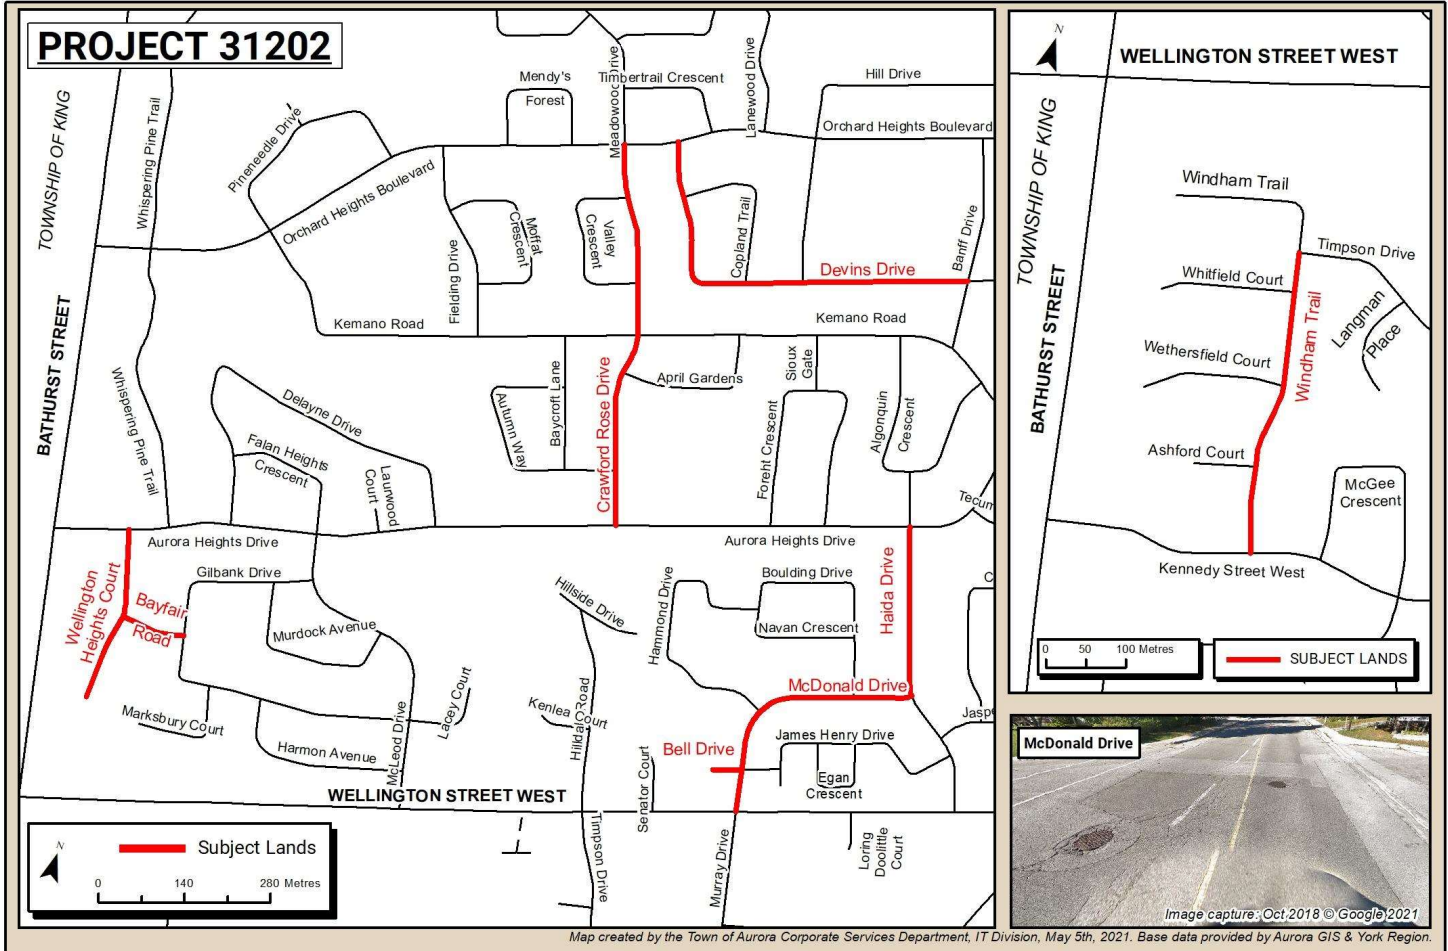 PROJECT 31202
TOWNSHIP OF KING
BATHURST STREET
Whispering Pine Trail
Pineneedle Drive
Orchard Heights Boulevard
Mendy's
Forest
Meadowood Drive
Timbertrail Crescent
Lanewood Drive
Hill Drive
Orchard Heights Boulevard
Fielding Drive
Moffat
Crescent
Valley
Crescent
Copland Trail
Devins Drive
Banff Drive
Kemano Road
Kemano Road
Whispering Pine Trail
Delayne Drive
Falan Heights
Crescent
Laurwood
Court
Autumn Way
Baycroft Lane
Crawford Rose Drive
April Gardens
Sioux
Gate
Foreht Crescent
Algonquin
Crescent
Tecum
Aurora Heights Drive
Aurora Heights Drive
Wellington
Heights Court
Bayfair
Road
Gilbank Drive
Murdock Avenue
Marksbury Court
Harmon Avenue
McLeod Drive
Lacey Court
Hillside Drive
Kenlea Court
Hilldale Road
Hammond Drive
Boulding Drive
Navan Crescent
Haida Drive
C
McDonald Drive
Jaspe
Bell Drive
James Henry Drive
Egan
Crescent
Senator Court
WELLINGTON STREET WEST
Timpson Drive
Murray Drive
Loring
Doolittle
Court
N
Subject Lands
0 140 280 Metres
N
WELLINGTON STREET WEST
TOWNSHIP OF KING
BATHURST STREET
Windham Trail
Timpson Drive
Whitfield Court
Langman
Place
Windham Trail
Wethersfield Court
Ashford Court
McGee
Crescent
Kennedy Street West
0 50 100 Metres
SUBJECT LANDS
McDonald Drive
Image capture: Oct 2018 © Google 2021
Map created by the Town of Aurora Corporate Services Department, IT Division, May 5th, 2021. Base data provided by Aurora GIS & York Region.